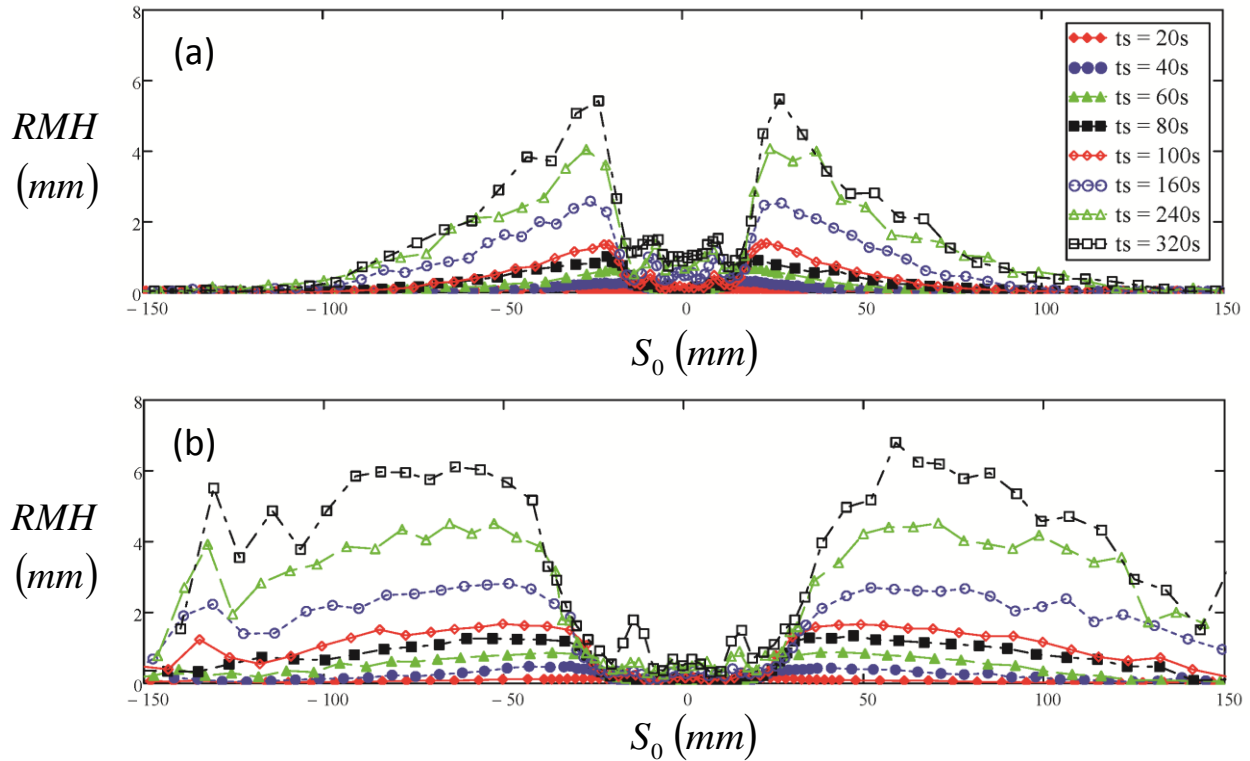 (a)
RMH
(mm)
8
6
4
2
0
−150
−100
−50
0
50
100
150
S0 (mm)
ts = 20s
ts = 40s
ts = 60s
ts = 80s
ts = 100s
ts = 160s
ts = 240s
ts = 320s
(b)
RMH
(mm)
8
6
4
2
0
−150
−100
−50
0
50
100
150
S0 (mm)